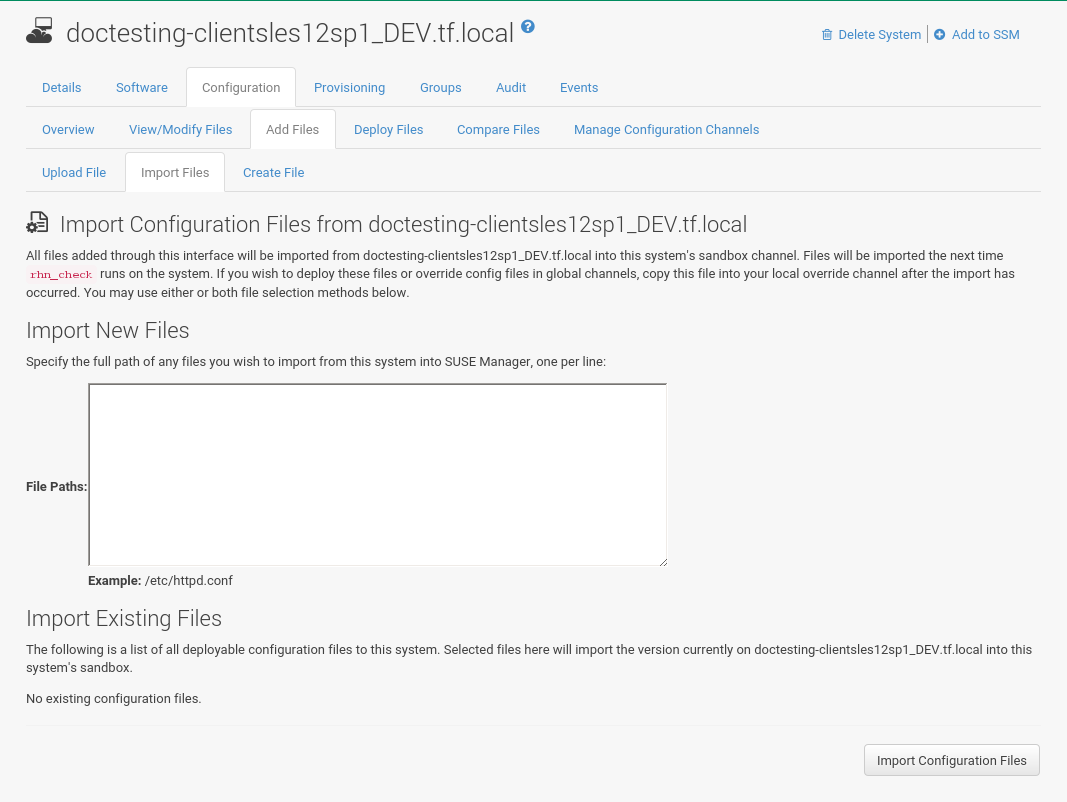 doctesting-clientsles12sp1_DEV.tf.local ?
Delete System | Add to SSM
Details Software Configuration Provisioning Groups Audit Events
Overview View/Modify Files Add Files Deploy Files Compare Files Manage Configuration Channels
Upload File Import Files Create File
Import Configuration Files from doctesting-clientsles12sp1_DEV.tf.local
All files added through this interface will be imported from doctesting-clientsles12sp1_DEV.tf.local into this system's sandbox channel. Files will be imported the next time
rhn_check runs on the system. If you wish to deploy these files or override config files in global channels, copy this file into your local override channel after the import has
occurred. You may use either or both file selection methods below.
Import New Files
Specify the full path of any files you wish to import from this system into SUSE Manager, one per line:
File Paths:
Example: /etc/httpd.conf
Import Existing Files
The following is a list of all deployable configuration files to this system. Selected files here will import the version currently on doctesting-clientsles12sp1_DEV.tf.local into this
system's sandbox.
No existing configuration files.
Import Configuration Files